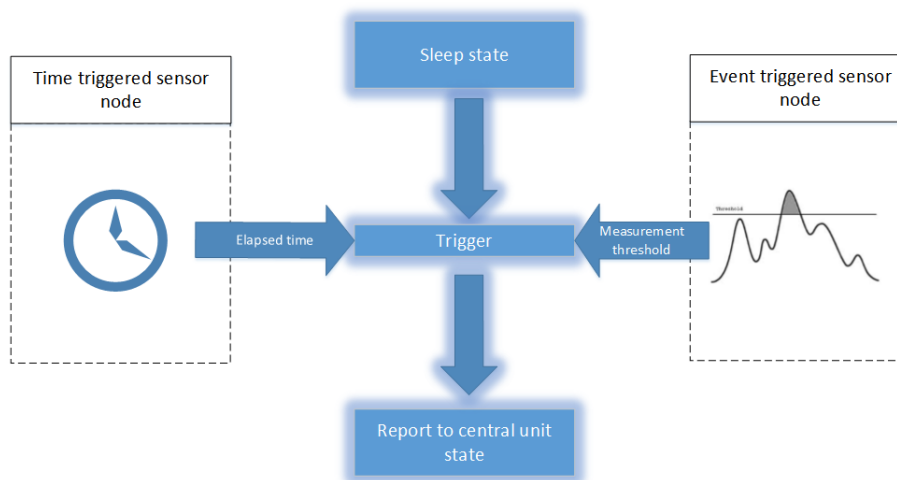 Sleep state
Time triggered sensor
node
Event triggered sensor
node
Threshold
Elapsed time
Trigger
Measurement
threshold
Report to central unit
state